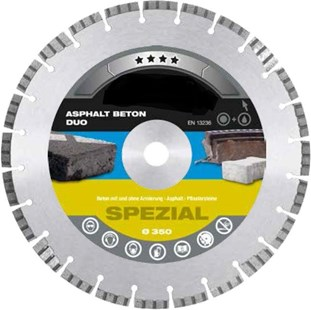 ASPHALT BETON
DUO
EN 13236
Beton mit und ohne Armierung - Asphalt - Pflastersteine
SPEZIAL
Ø 350